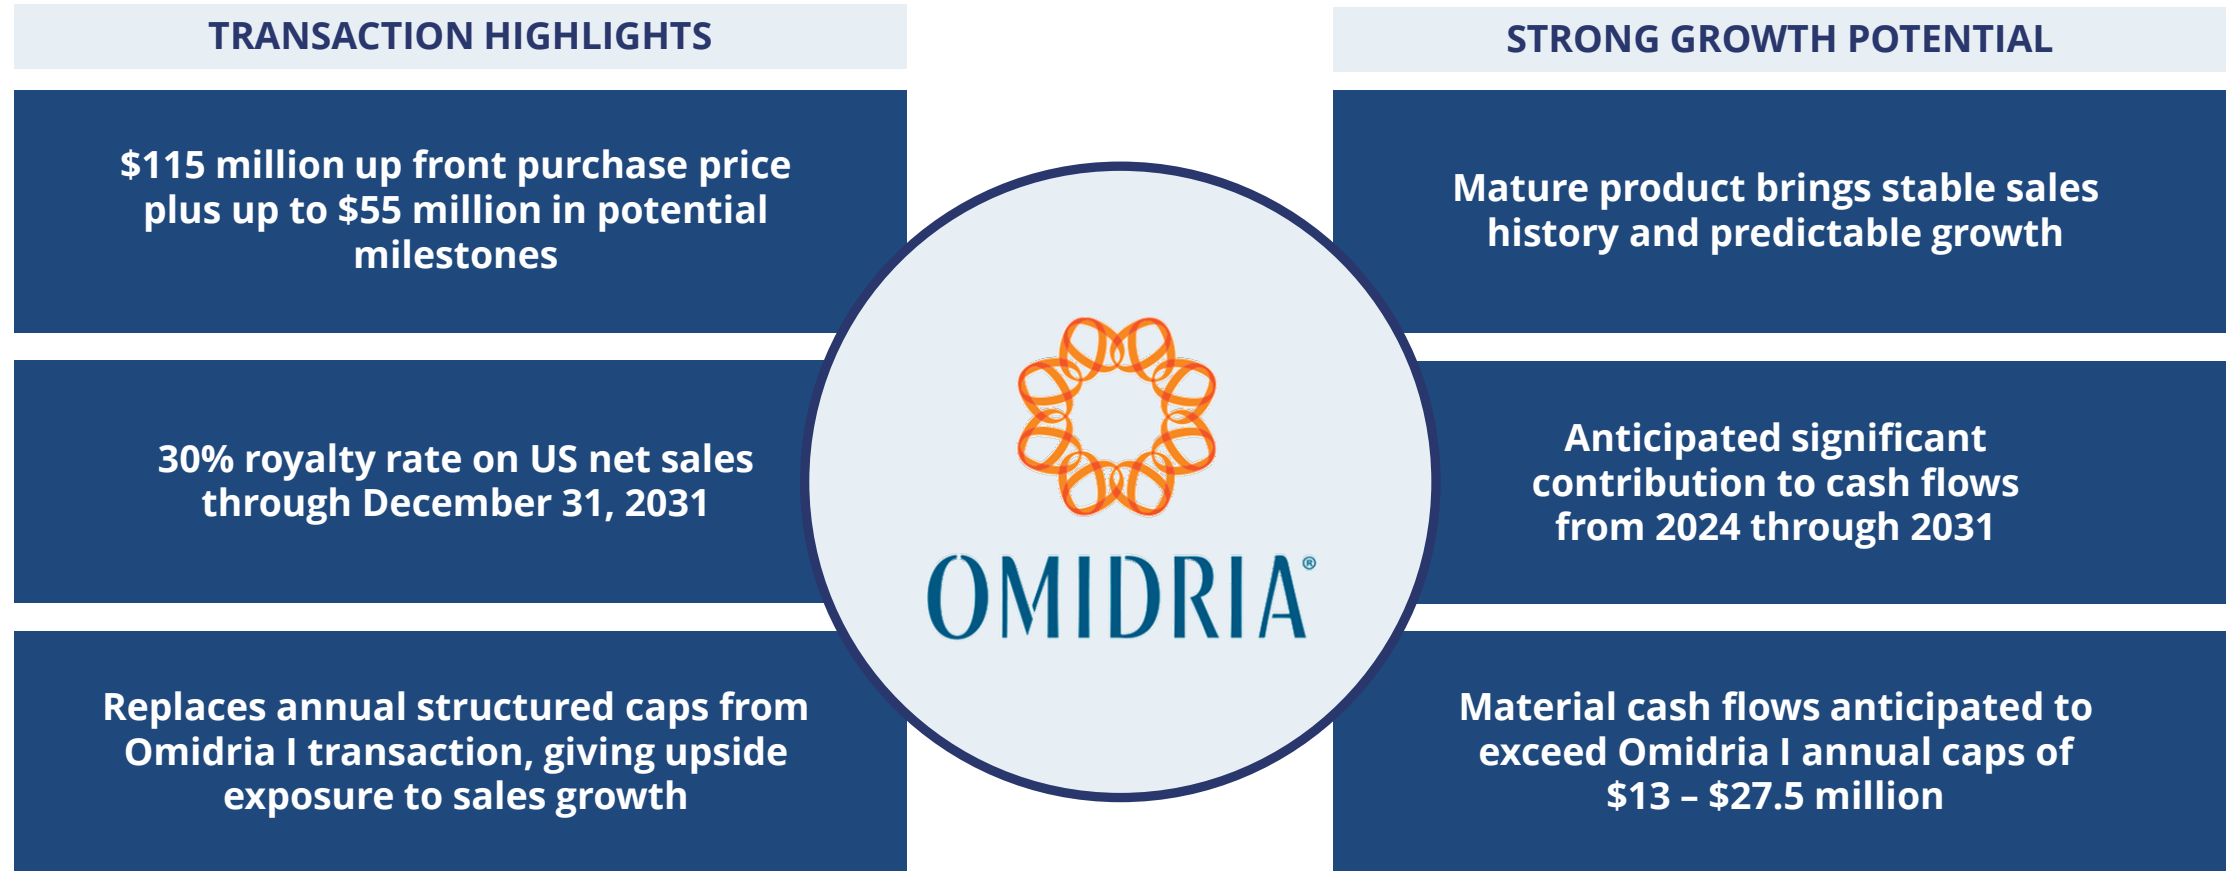 TRANSACTION HIGHLIGHTS
$115 million up front purchase price
plus up to $55 million in potential
milestones
30% royalty rate on US net sales
through December 31, 2031
Replaces annual structured caps from
Omidria I transaction, giving upside
exposure to sales growth
OMIDRIA®
STRONG GROWTH POTENTIAL
Mature product brings stable sales
history and predictable growth
Anticipated significant
contribution to cash flows
from 2024 through 2031
Material cash flows anticipated to
exceed Omidria I annual caps of
$13 – $27.5 million